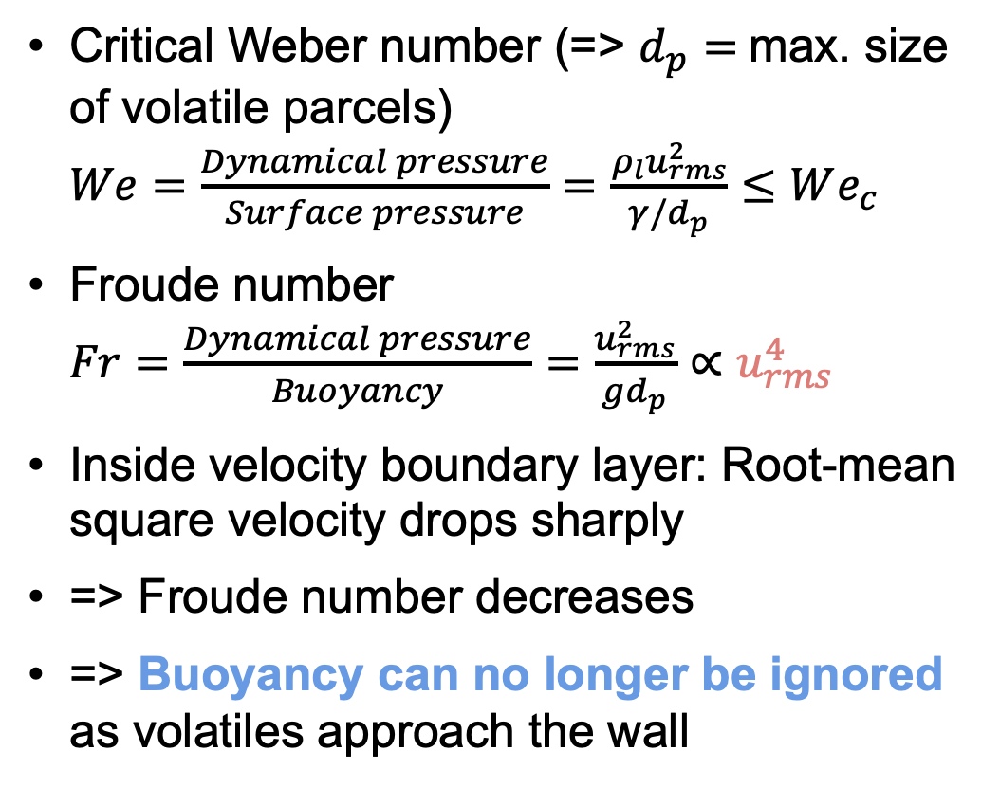 • Critical Weber number (=> $d_p$ = max. size
of volatile parcels)
$We = \frac{Dynamical\ pressure}{Surface\ pressure} = \frac{\rho_l u_{rms}^2}{\gamma/d_p} \leq We_c$
• Froude number
$Fr = \frac{Dynamical\ pressure}{Buoyancy} = \frac{u_{rms}^2}{gd_p} \propto u_{rms}^4$
• Inside velocity boundary layer: Root-mean
square velocity drops sharply
• => Froude number decreases
• => Buoyancy can no longer be ignored
as volatiles approach the wall